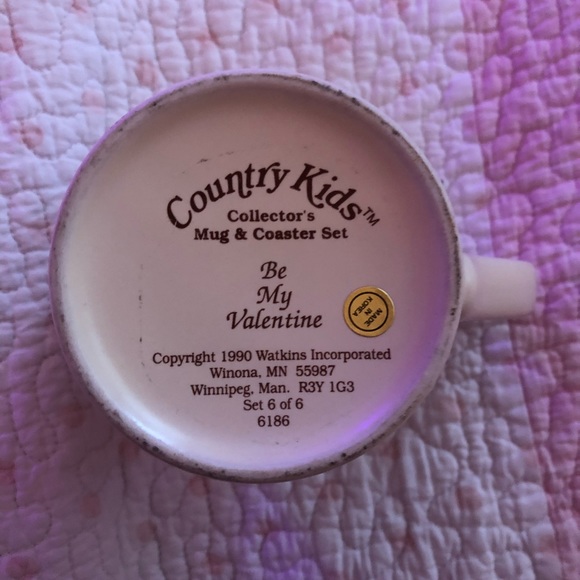 Country Kids™
Collector's
Mug & Coaster Set
Be
My
Valentine
MADE
IN
KOREA
Copyright 1990 Watkins Incorporated
Winona, MN 55987
Winnipeg, Man. R3Y 1G3
Set 6 of 6
6186